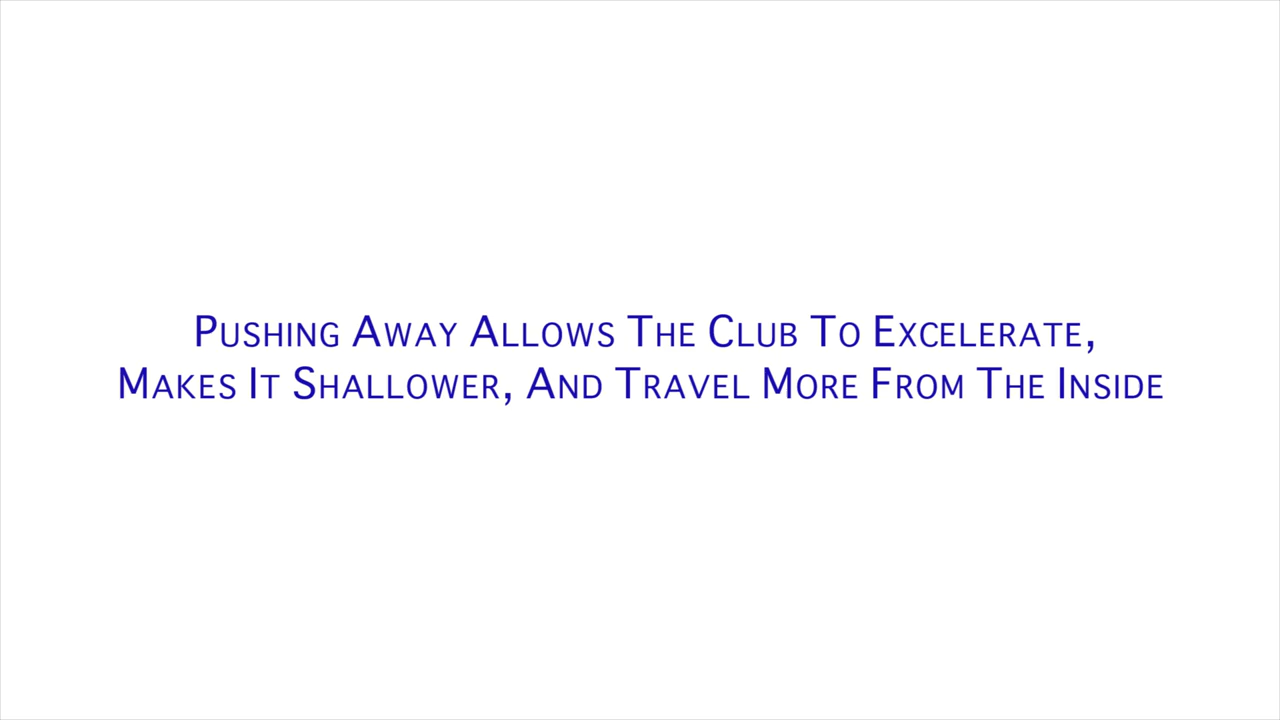 Pushing Away Allows The Club To Excelerate,
Makes It Shallower, And Travel More From The Inside